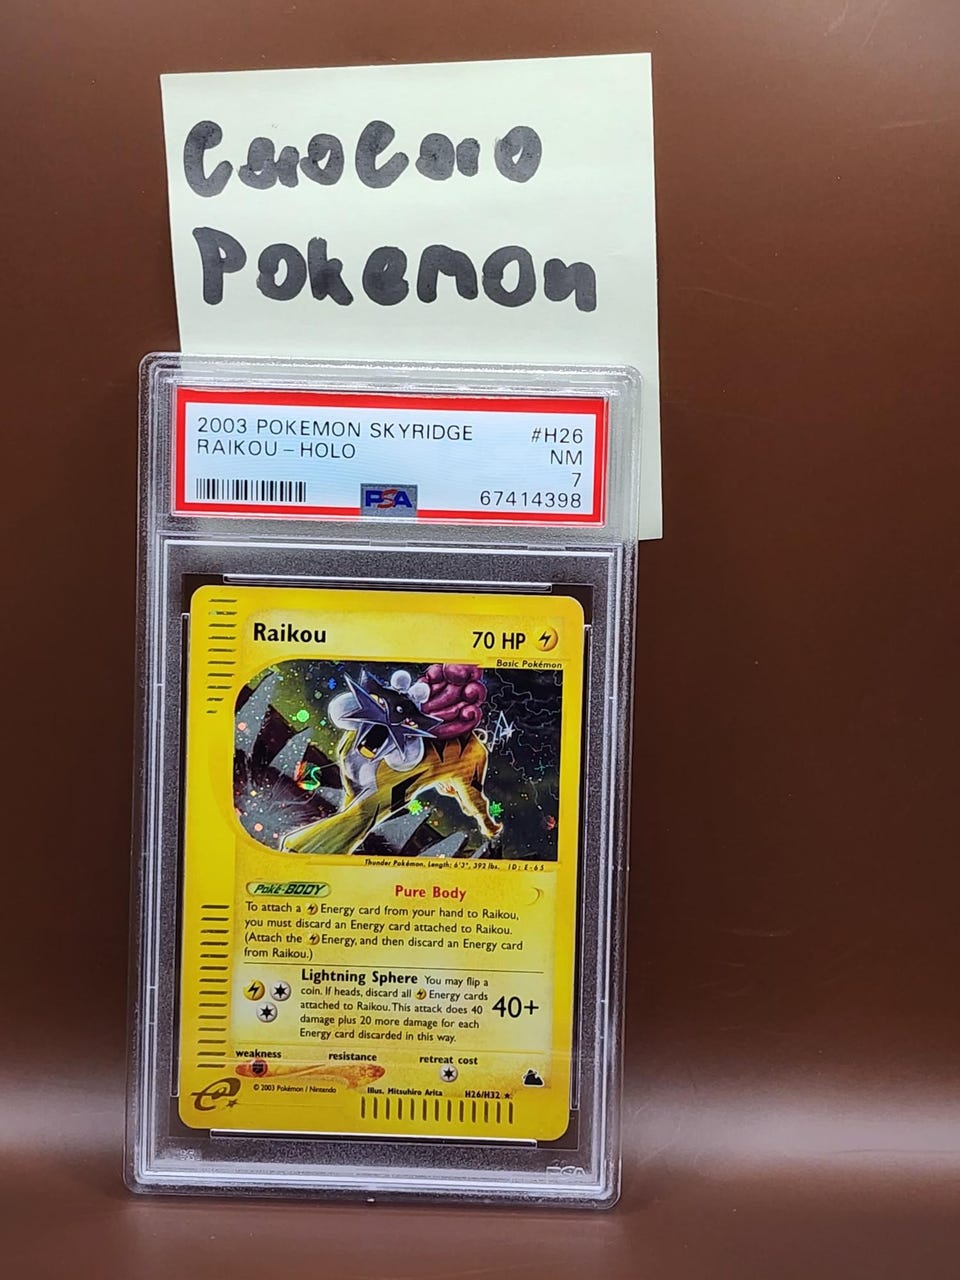 CaoCao
Pokemon
2003 POKEMON SKYRIDGE #H26
RAIKOU - HOLO NM
7
PSA 67414398
Raikou 70 HP
Basic Pokémon
Thunder Pokémon. Length: 6'3", 392 lbs. ID: E-65
Poké-BODY Pure Body
To attach a Energy card from your hand to Raikou,
you must discard an Energy card attached to Raikou.
(Attach the Energy, and then discard an Energy card
from Raikou.)
Lightning Sphere You may flip a
coin. If heads, discard all Energy cards
attached to Raikou. This attack does 40
damage plus 20 more damage for each
Energy card discarded in this way.
40+
weakness resistance retreat cost
e
© 2003 Pokémon / Nintendo Illus. Mitsuhiro Arita H26/H32 ★
PSA